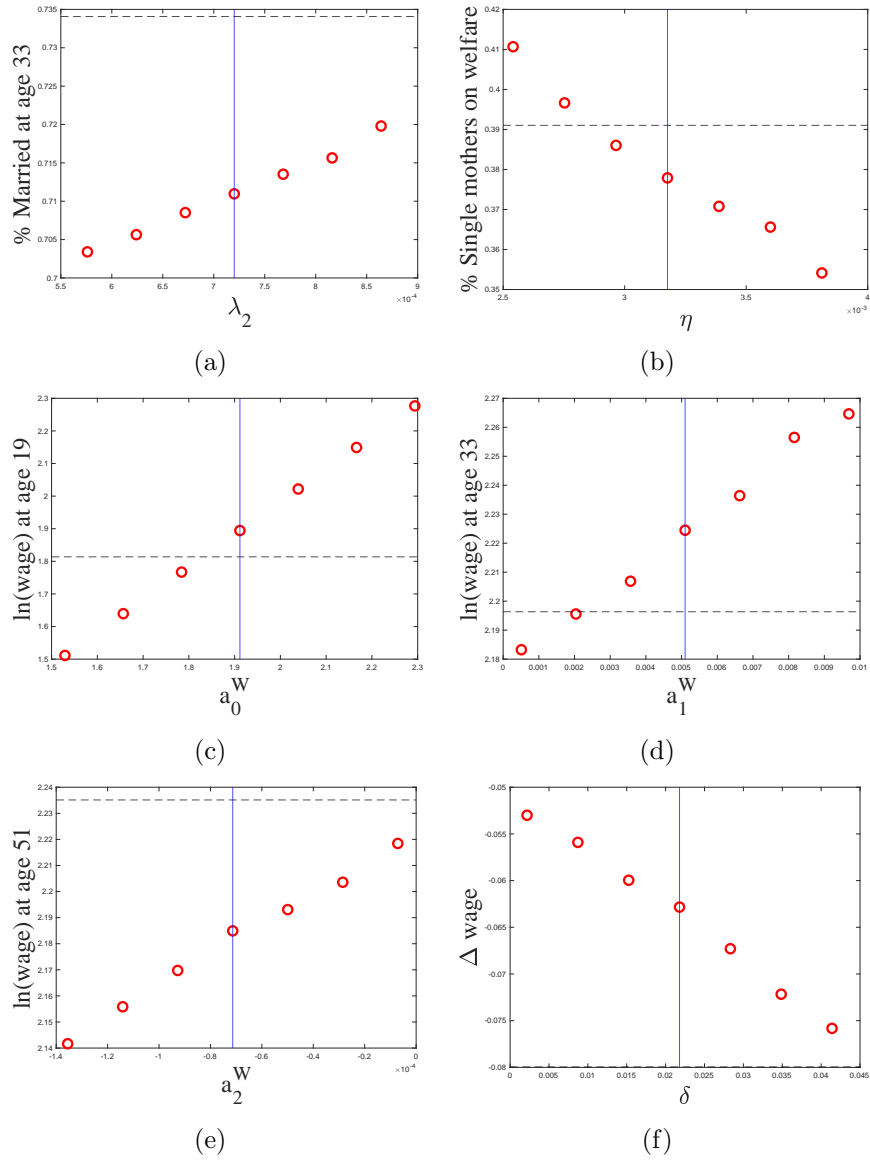 0.735
0.73
0.725
0.72
0.715
0.71
0.705
0.7
% Married at age 33
5.5 6 6.5 7 7.5 8 8.5 9
×10⁻⁴
λ₂
(a)
0.42
0.41
0.4
0.39
0.38
0.37
0.36
0.35
% Single mothers on welfare
2.5 3 3.5 4
×10⁻³
η
(b)
2.3
2.2
2.1
2
1.9
1.8
1.7
1.6
1.5
ln(wage) at age 19
1.5 1.6 1.7 1.8 1.9 2 2.1 2.2 2.3
a₀ᵂ
(c)
2.27
2.26
2.25
2.24
2.23
2.22
2.21
2.2
2.19
2.18
ln(wage) at age 33
0 0.001 0.002 0.003 0.004 0.005 0.006 0.007 0.008 0.009 0.01
a₁ᵂ
(d)
2.24
2.23
2.22
2.21
2.2
2.19
2.18
2.17
2.16
2.15
2.14
ln(wage) at age 51
-1.4 -1.2 -1 -0.8 -0.6 -0.4 -0.2 0
×10⁻⁴
a₂ᵂ
(e)
-0.05
-0.055
-0.06
-0.065
-0.07
-0.075
-0.08
Δ wage
0 0.005 0.01 0.015 0.02 0.025 0.03 0.035 0.04 0.045
δ
(f)